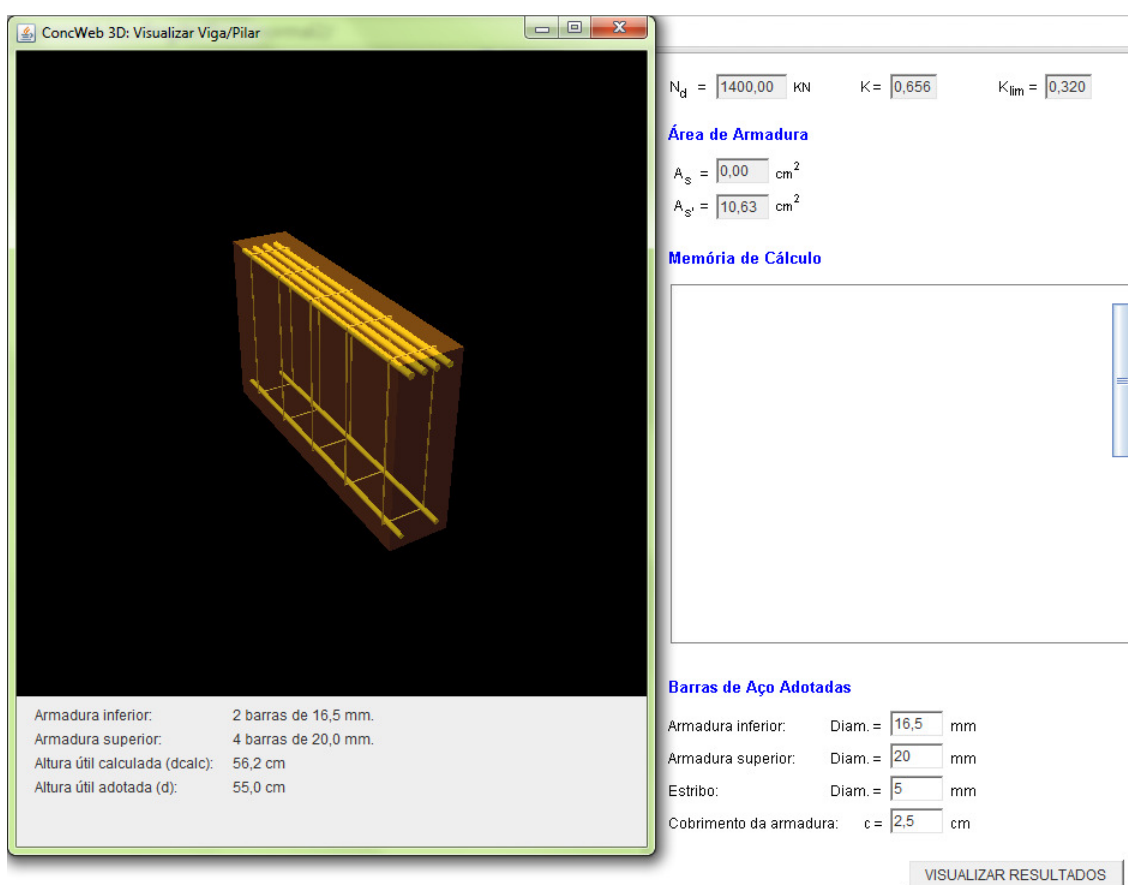 ConcWeb 3D: Visualizar Viga/Pilar
Nd = 1400,00 KN K = 0,656 Klim = 0,320
Área de Armadura
As = 0,00 cm2
As' = 10,63 cm2
Memória de Cálculo
Armadura inferior: 2 barras de 16,5 mm.
Armadura superior: 4 barras de 20,0 mm.
Altura útil calculada (dcalc): 56,2 cm
Altura útil adotada (d): 55,0 cm
Barras de Aço Adotadas
Armadura inferior: Diam. = 16,5 mm
Armadura superior: Diam. = 20 mm
Estribo: Diam. = 5 mm
Cobrimento da armadura: c = 2,5 cm
VISUALIZAR RESULTADOS